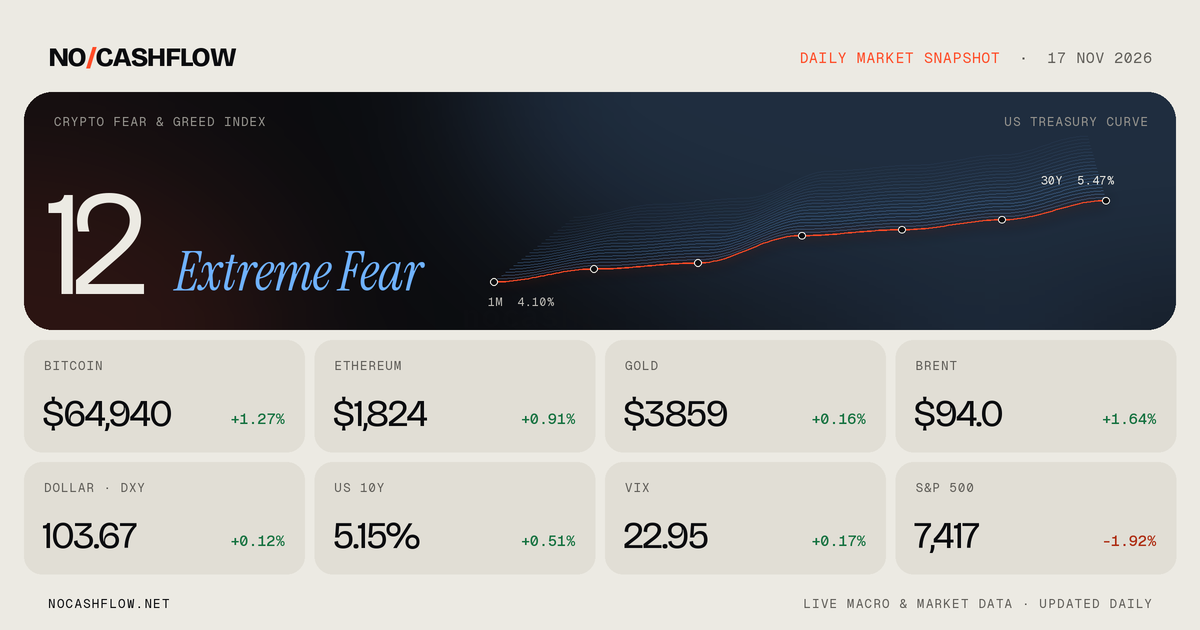 NO/CASHFLOW
DAILY MARKET SNAPSHOT · 17 NOV 2026
CRYPTO FEAR & GREED INDEX
US TREASURY CURVE
12
Extreme Fear
30Y 5.47%
1M 4.10%
BITCOIN
$64,940 +1.27%
ETHEREUM
$1,824 +0.91%
GOLD
$3859 +0.16%
BRENT
$94.0 +1.64%
DOLLAR · DXY
103.67 +0.12%
US 10Y
5.15% +0.51%
VIX
22.95 +0.17%
S&P 500
7,417 -1.92%
NOCASHFLOW.NET
LIVE MACRO & MARKET DATA · UPDATED DAILY